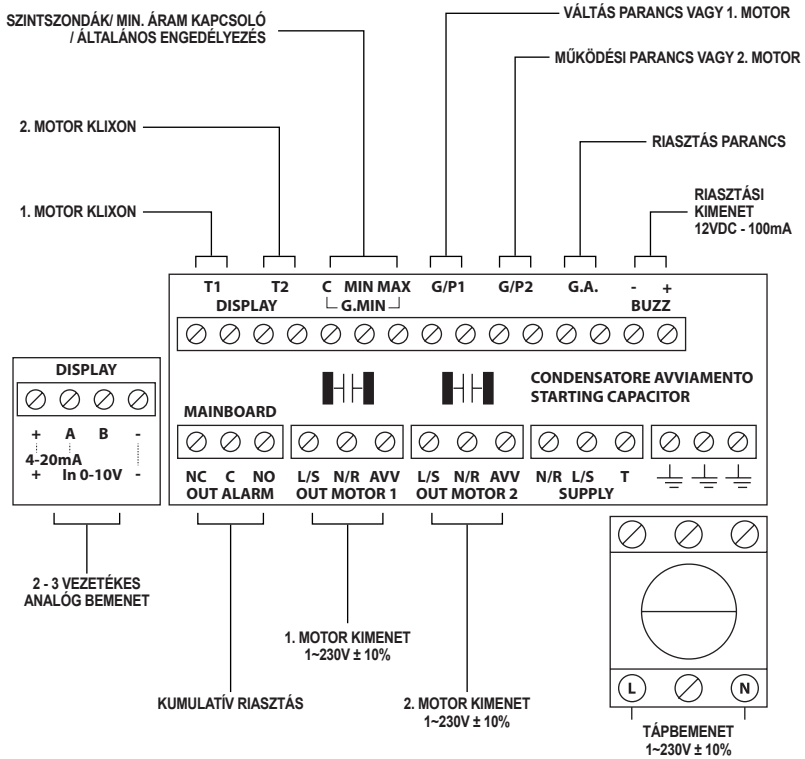 SZINTSZONDÁK/ MIN. ÁRAM KAPCSOLÓ
/ ÁLTALÁNOS ENGEDÉLYEZÉS
VÁLTÁS PARANCS VAGY 1. MOTOR
MŰKÖDÉSI PARANCS VAGY 2. MOTOR
2. MOTOR KLIXON
RIASZTÁS PARANCS
1. MOTOR KLIXON
RIASZTÁSI
KIMENET
12VDC - 100mA
T1 T2 C MIN MAX G/P1 G/P2 G.A. - +
DISPLAY G.MIN BUZZ
DISPLAY
+ A B -
4-20mA
+ In 0-10V -
CONDENSATORE AVVIAMENTO
STARTING CAPACITOR
MAINBOARD
NC C NO L/S N/R AVV L/S N/R AVV N/R L/S T
OUT ALARM OUT MOTOR 1 OUT MOTOR 2 SUPPLY
2 - 3 VEZETÉKES
ANALÓG BEMENET
1. MOTOR KIMENET
1~230V ± 10%
KUMULATÍV RIASZTÁS
2. MOTOR KIMENET
1~230V ± 10%
L N
TÁPBEMENET
1~230V ± 10%